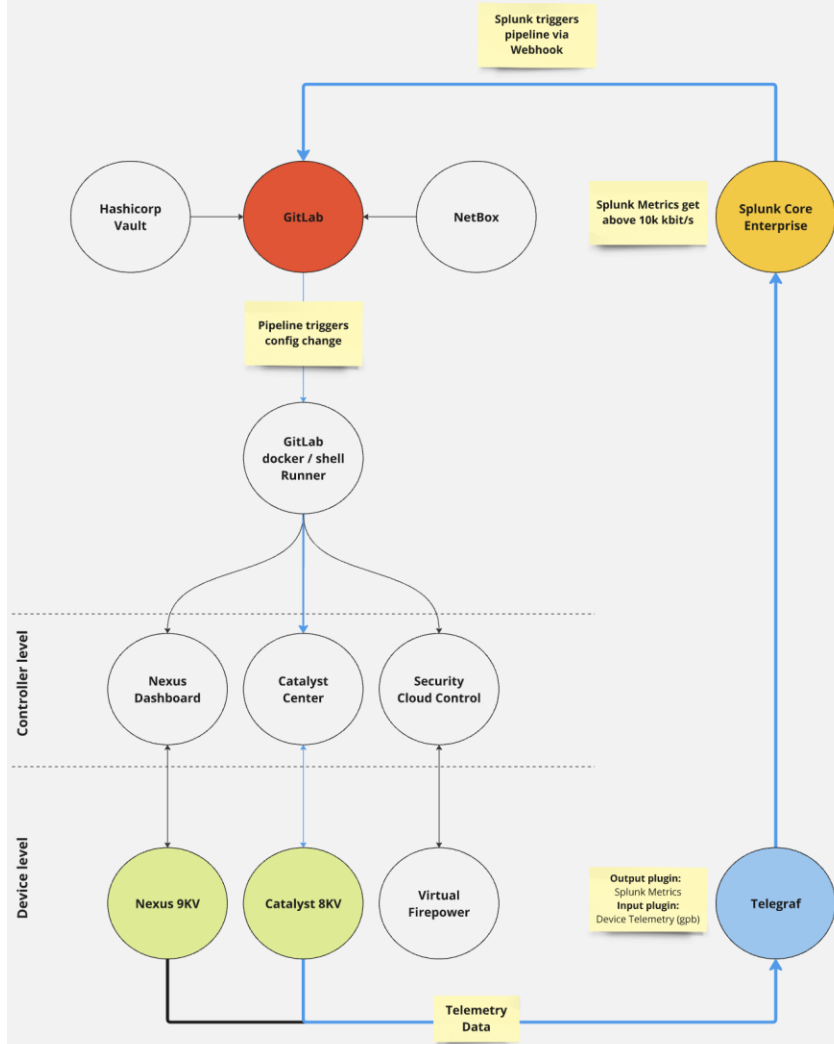 Splunk triggers
pipeline via
Webhook
Hashicorp
Vault
GitLab
NetBox
Splunk Metrics get
above 10k kbit/s
Splunk Core
Enterprise
Pipeline triggers
config change
GitLab
docker / shell
Runner
Controller level
Nexus
Dashboard
Catalyst
Center
Security
Cloud Control
Device level
Nexus 9KV
Catalyst 8KV
Virtual
Firepower
Output plugin:
Splunk Metrics
Input plugin:
Device Telemetry (gpb)
Telegraf
Telemetry
Data